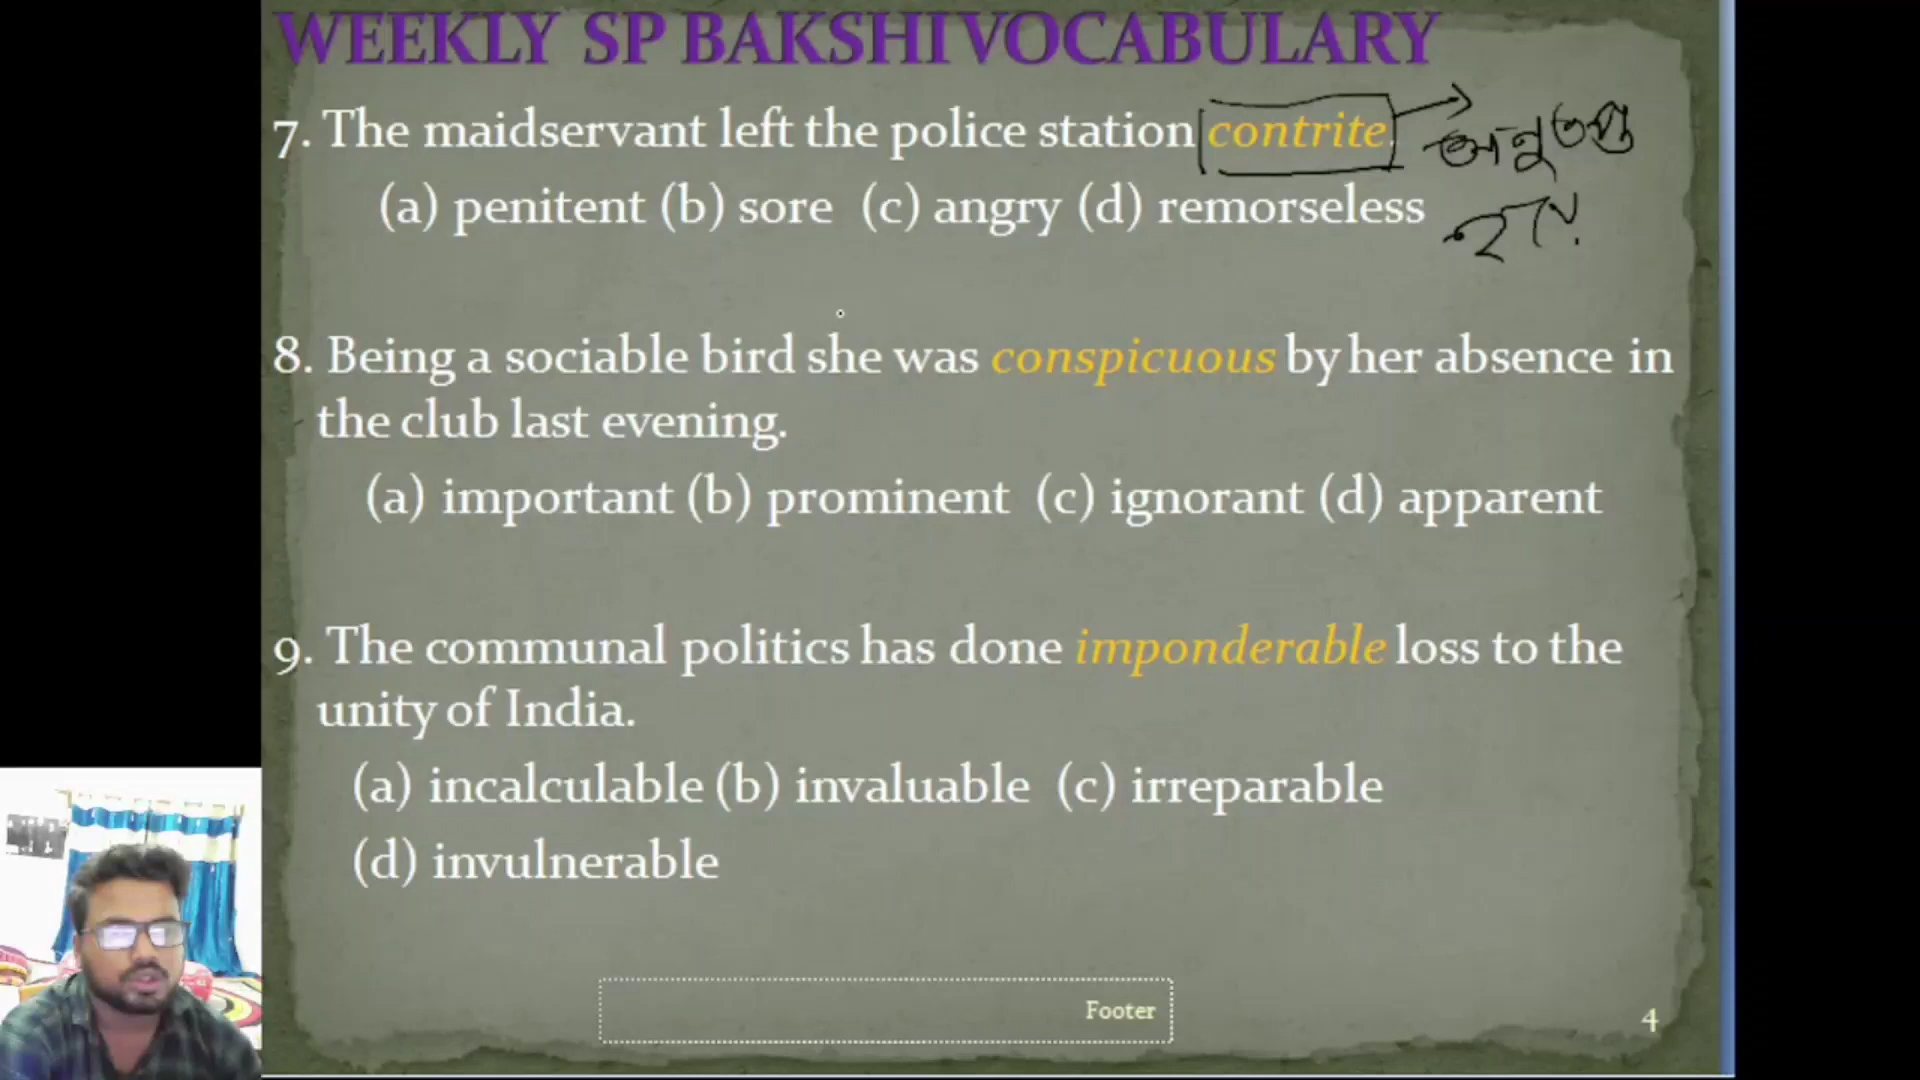 WEEKLY SP BAKSHI VOCABULARY
7. The maidservant left the police station contrite.
অনুতপ্ত
হয়ে
(a) penitent (b) sore (c) angry (d) remorseless
8. Being a sociable bird she was conspicuous by her absence in
the club last evening.
(a) important (b) prominent (c) ignorant (d) apparent
9. The communal politics has done imponderable loss to the
unity of India.
(a) incalculable (b) invaluable (c) irreparable
(d) invulnerable
Footer
4